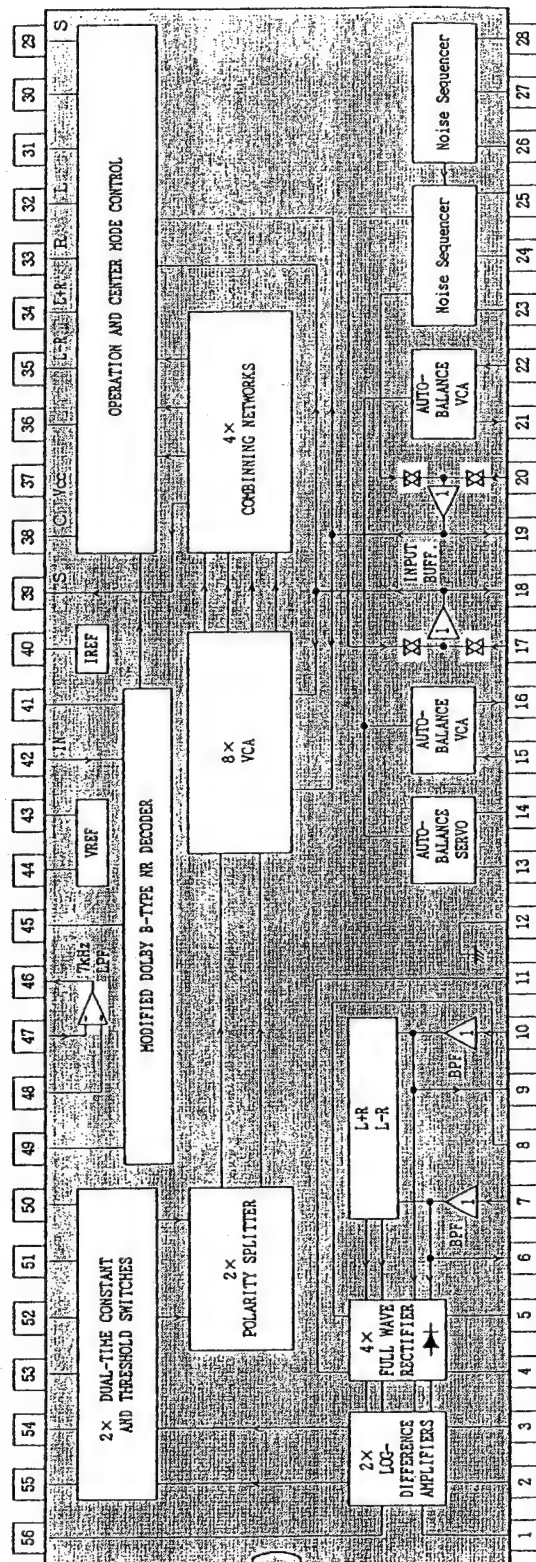 56 55 54 53 52 51 50 49 48 47 46 45 44 43 42 41 40 39 38 37 36 35 34 33 32 31 30 29
7kHz
LPF
IN
S
C
Vcc
L-R
L+R
R
L
S
2× DUAL-TIME CONSTANT
AND THRESHOLD SWITCHES
VREF
IREF
MODIFIED DOLBY B-TYPE NR DECODER
OPERATION AND CENTER MODE CONTROL
2×
POLARITY SPLITTER
8×
VCA
4×
COMBINNING NETWORKS
2×
LOG-
DIFFERENCE
AMPLIFIERS
4×
FULL WAVE
RECTIFIER
L+R
L-R
BPF
1
BPF
1
AUTO-
BALANCE
SERVO
AUTO-
BALANCE
VCA
1
INPUT
BUFF.
1
AUTO-
BALANCE
VCA
Noise Sequencer
Noise Sequencer
1 2 3 4 5 6 7 8 9 10 11 12 13 14 15 16 17 18 19 20 21 22 23 24 25 26 27 28